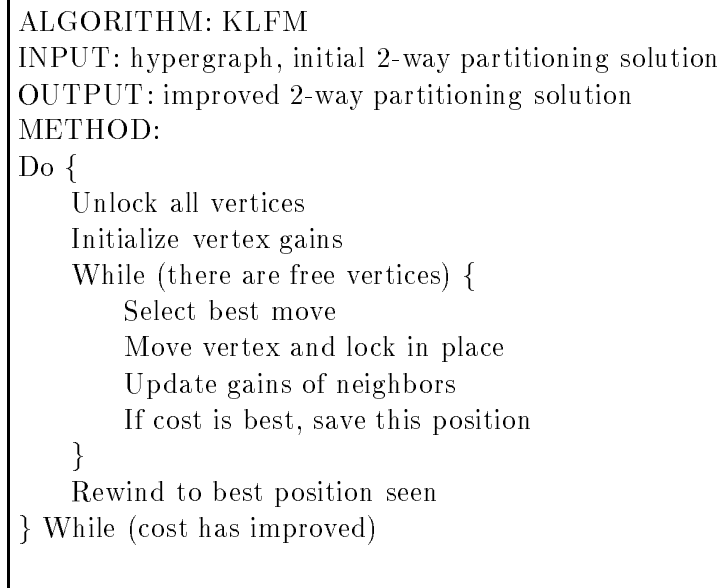 ALGORITHM: KLFM
INPUT: hypergraph, initial 2-way partitioning solution
OUTPUT: improved 2-way partitioning solution
METHOD:
Do {
Unlock all vertices
Initialize vertex gains
While (there are free vertices) {
Select best move
Move vertex and lock in place
Update gains of neighbors
If cost is best, save this position
}
Rewind to best position seen
} While (cost has improved)